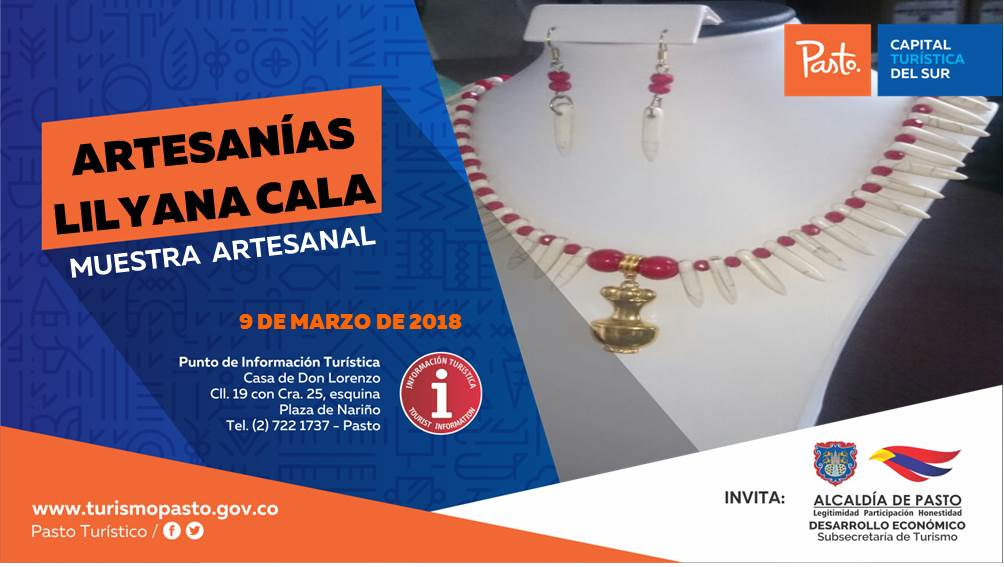 Pasto.
CAPITAL
TURÍSTICA
DEL SUR
ARTESANÍAS
LILYANA CALA
MUESTRA ARTESANAL
9 DE MARZO DE 2018
Punto de Información Turística
Casa de Don Lorenzo
Cll. 19 con Cra. 25, esquina
Plaza de Nariño
Tel. (2) 722 1737 - Pasto
INFORMACIÓN TURISTICA
i
TOURIST INFORMATION
www.turismopasto.gov.co
Pasto Turístico /
INVITA:
ALCALDÍA DE PASTO
Legitimidad Participación Honestidad
DESARROLLO ECONÓMICO
Subsecretaría de Turismo